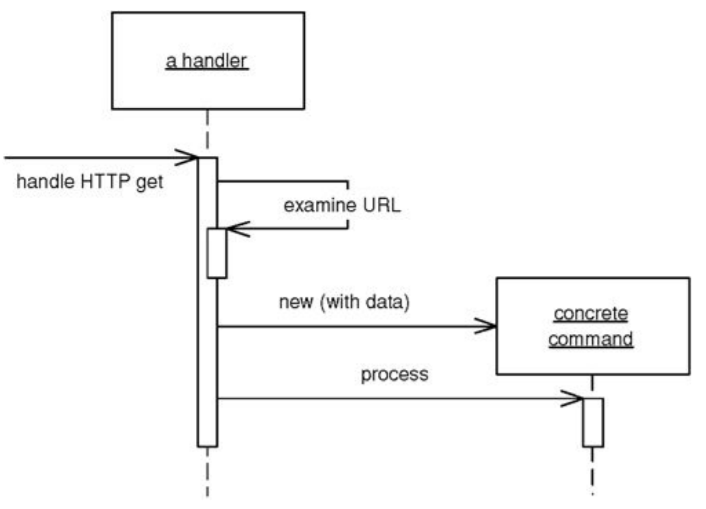 a handler
handle HTTP get
examine URL
new (with data)
concrete
command
process